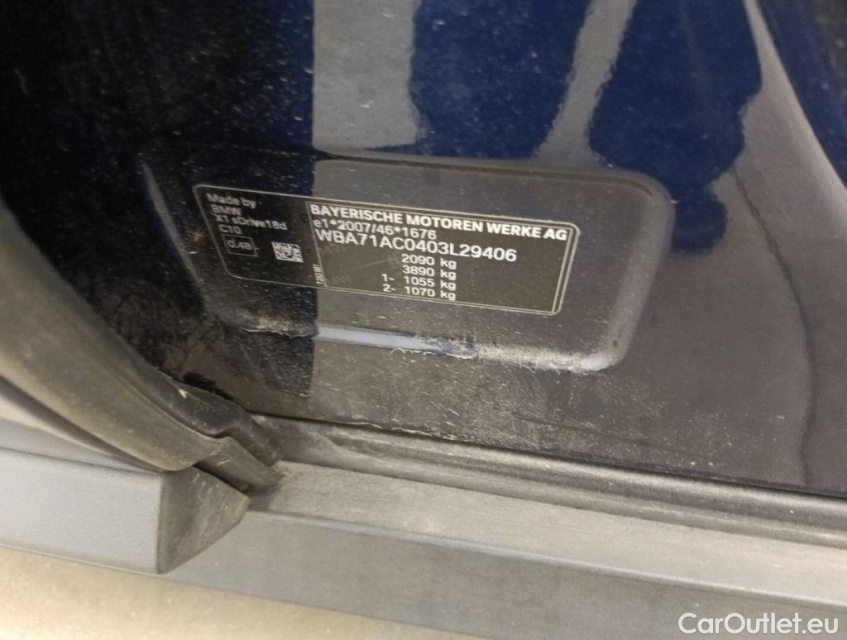 Made by
BMW
X1 sDrive18d
C10
d.48
BAYERISCHE MOTOREN WERKE AG
e1*2007/46*1676
WBA71AC0403L29406
2090 kg
3890 kg
1- 1055 kg
2- 1070 kg
CarOutlet.eu